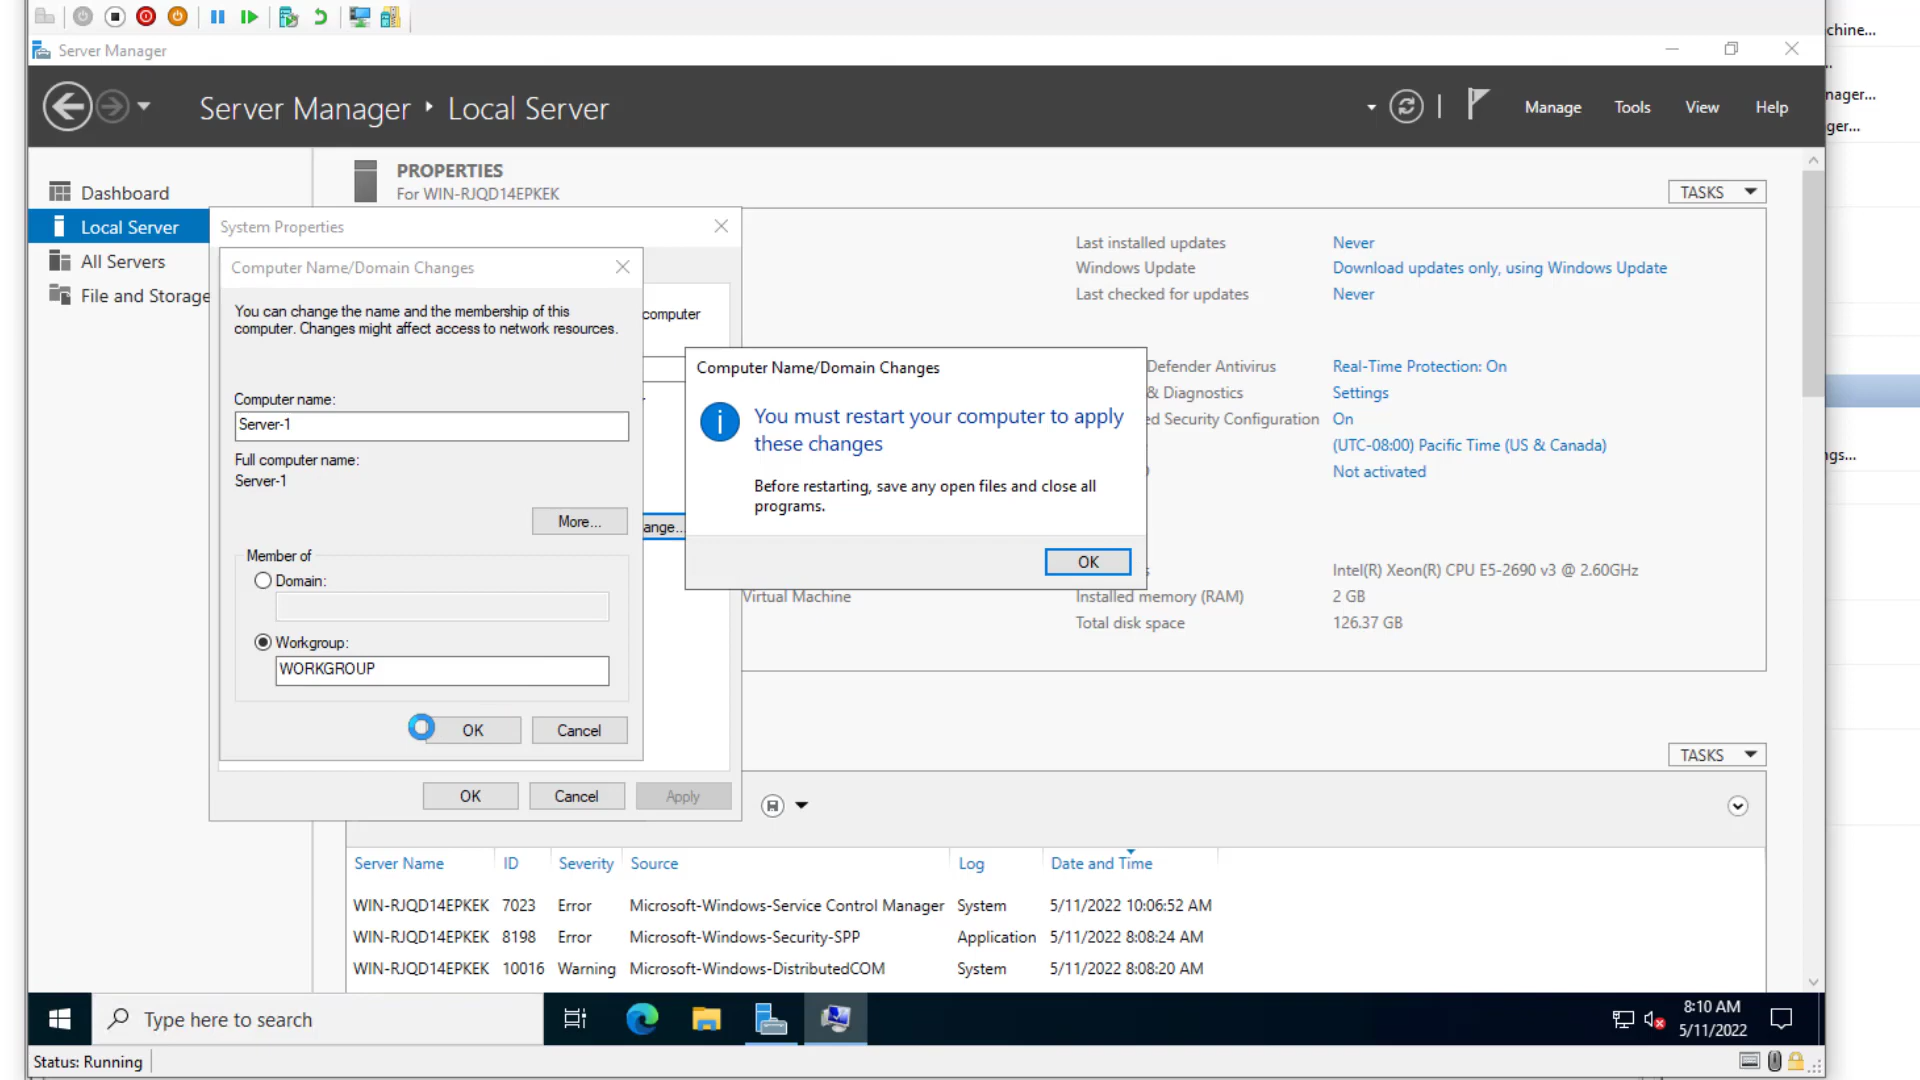 chine...
Server Manager
nager...
ger...
Server Manager
Local Server
Manage
Tools
View
Help
Dashboard
Local Server
All Servers
File and Storage
PROPERTIES
For WIN-RJQD14EPKEK
TASKS
System Properties
Computer Name/Domain Changes
You can change the name and the membership of this
computer. Changes might affect access to network resources.
Computer name:
Server-1
Full computer name:
Server-1
More...
Member of
Domain:
Workgroup:
WORKGROUP
OK
Cancel
computer
ange...
OK
Cancel
Apply
Computer Name/Domain Changes
You must restart your computer to apply
these changes
Before restarting, save any open files and close all
programs.
OK
Last installed updates
Never
Windows Update
Download updates only, using Windows Update
Last checked for updates
Never
Defender Antivirus
Real-Time Protection: On
& Diagnostics
Settings
ed Security Configuration
On
(UTC-08:00) Pacific Time (US & Canada)
Not activated
ngs...
s
Intel(R) Xeon(R) CPU E5-2690 v3 @ 2.60GHz
Virtual Machine
Installed memory (RAM)
2 GB
Total disk space
126.37 GB
TASKS
Server Name ID Severity Source Log Date and Time
WIN-RJQD14EPKEK 7023 Error Microsoft-Windows-Service Control Manager System 5/11/2022 10:06:52 AM
WIN-RJQD14EPKEK 8198 Error Microsoft-Windows-Security-SPP Application 5/11/2022 8:08:24 AM
WIN-RJQD14EPKEK 10016 Warning Microsoft-Windows-DistributedCOM System 5/11/2022 8:08:20 AM
Type here to search
8:10 AM
5/11/2022
Status: Running